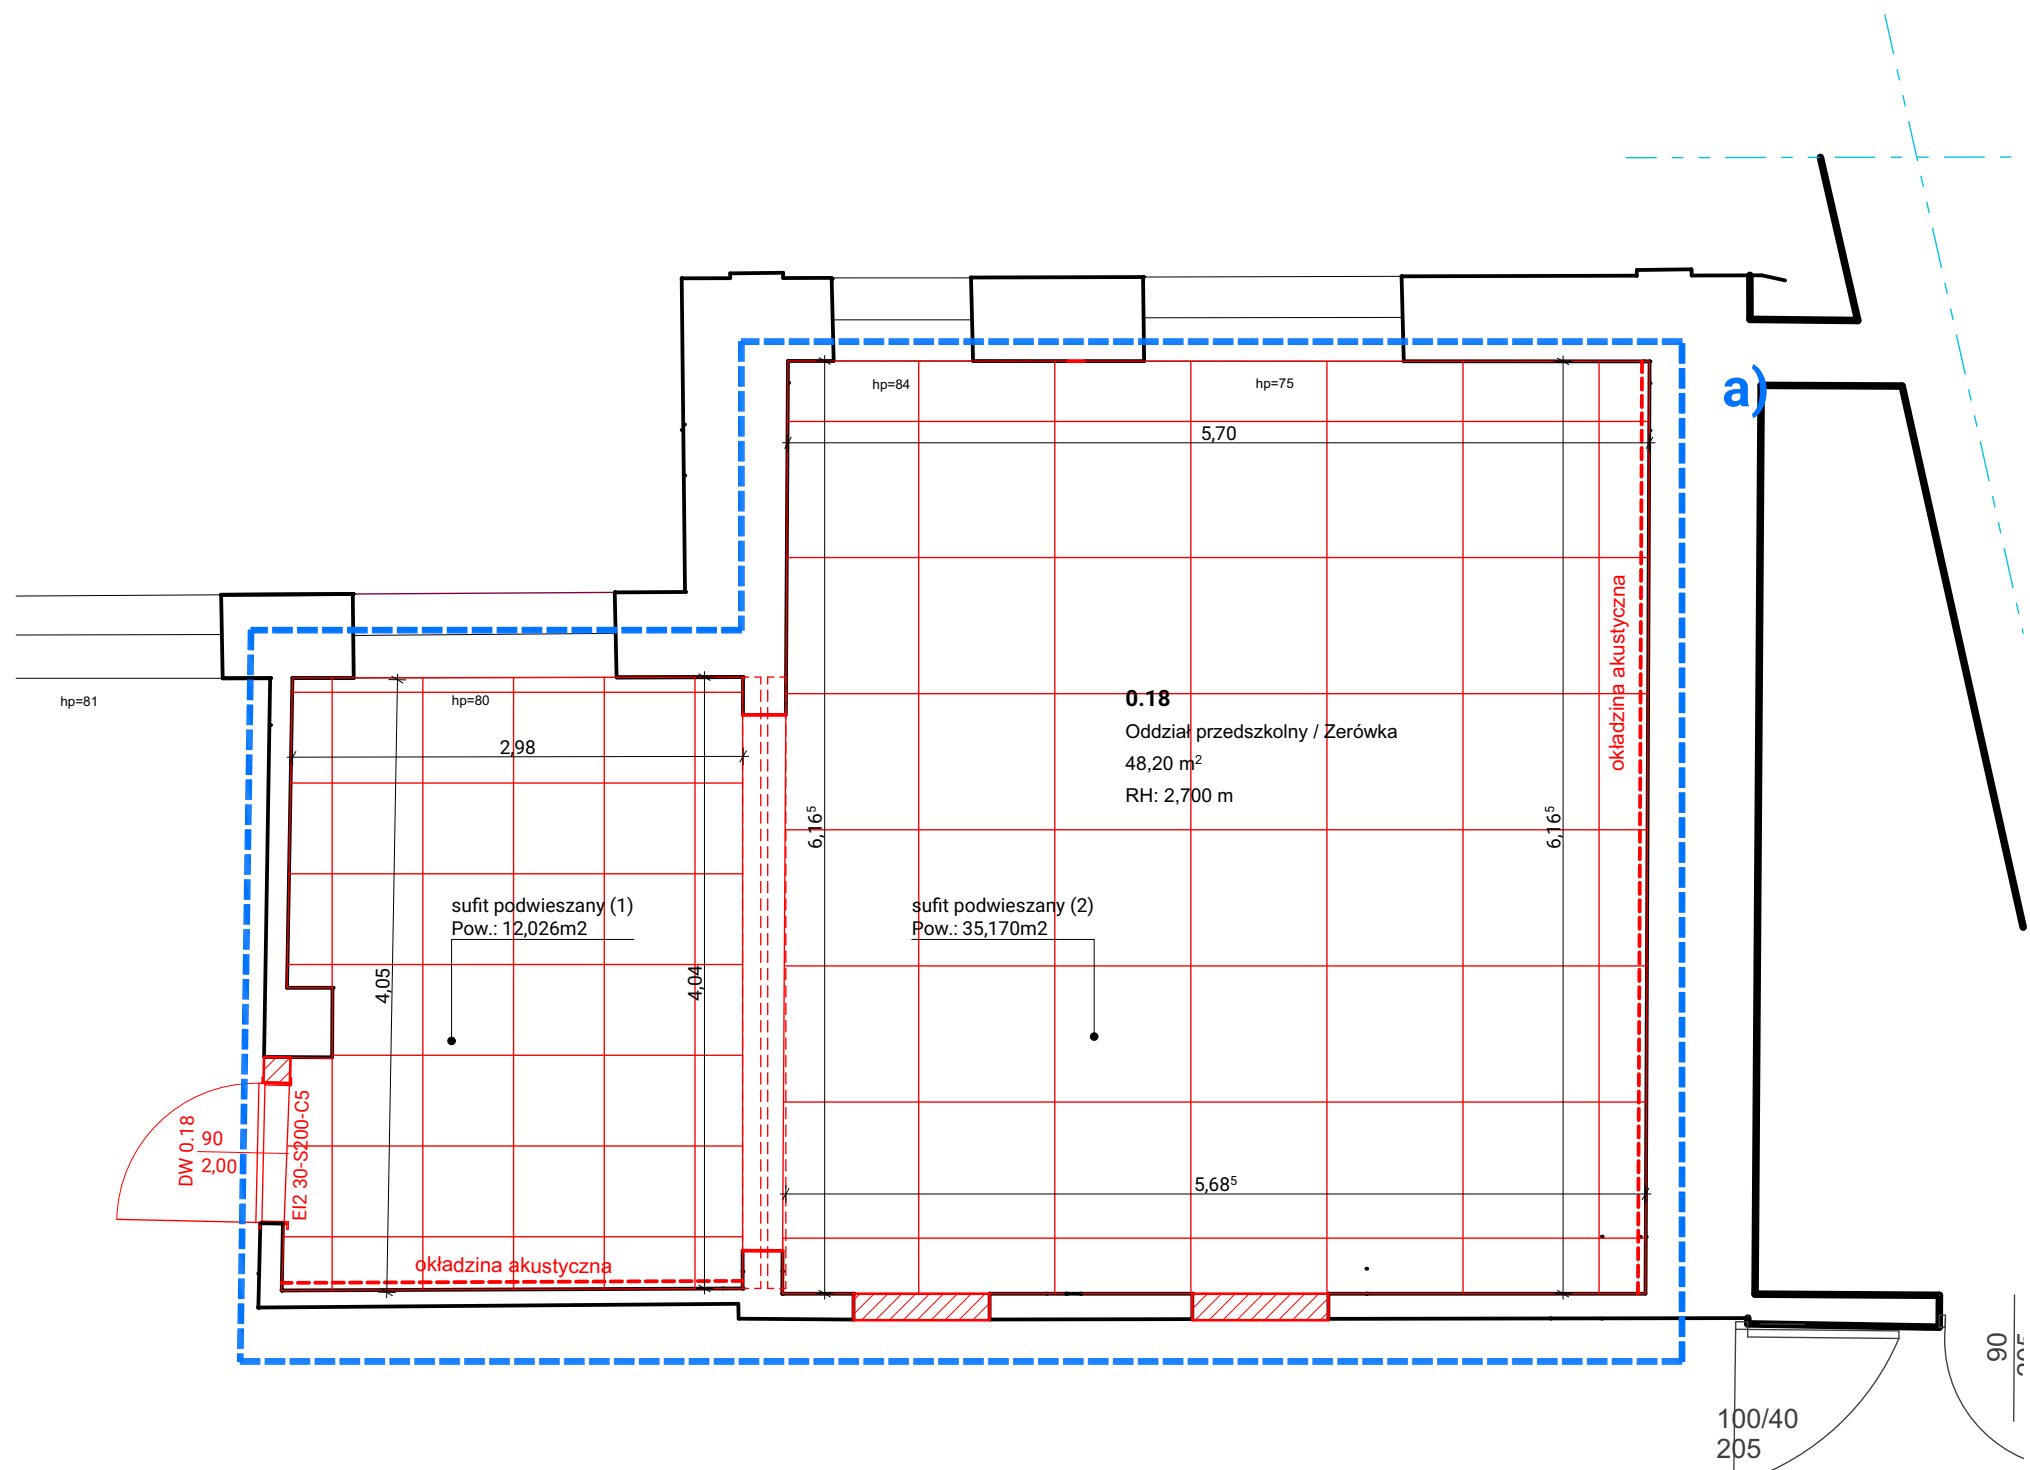 a)
hp=84
hp=75
5,70
okładzina akustyczna
hp=81
hp=80
2,98
0.18
Oddział przedszkolny / Zerówka
48,20 m²
RH: 2,700 m
6,16⁵
6,16⁵
sufit podwieszany (1)
Pow.: 12,026m2
sufit podwieszany (2)
Pow.: 35,170m2
4,05
4,04
DW 0.18
90
2,00
EI2 30-S200-C5
5,68⁵
okładzina akustyczna
100/40
205
90